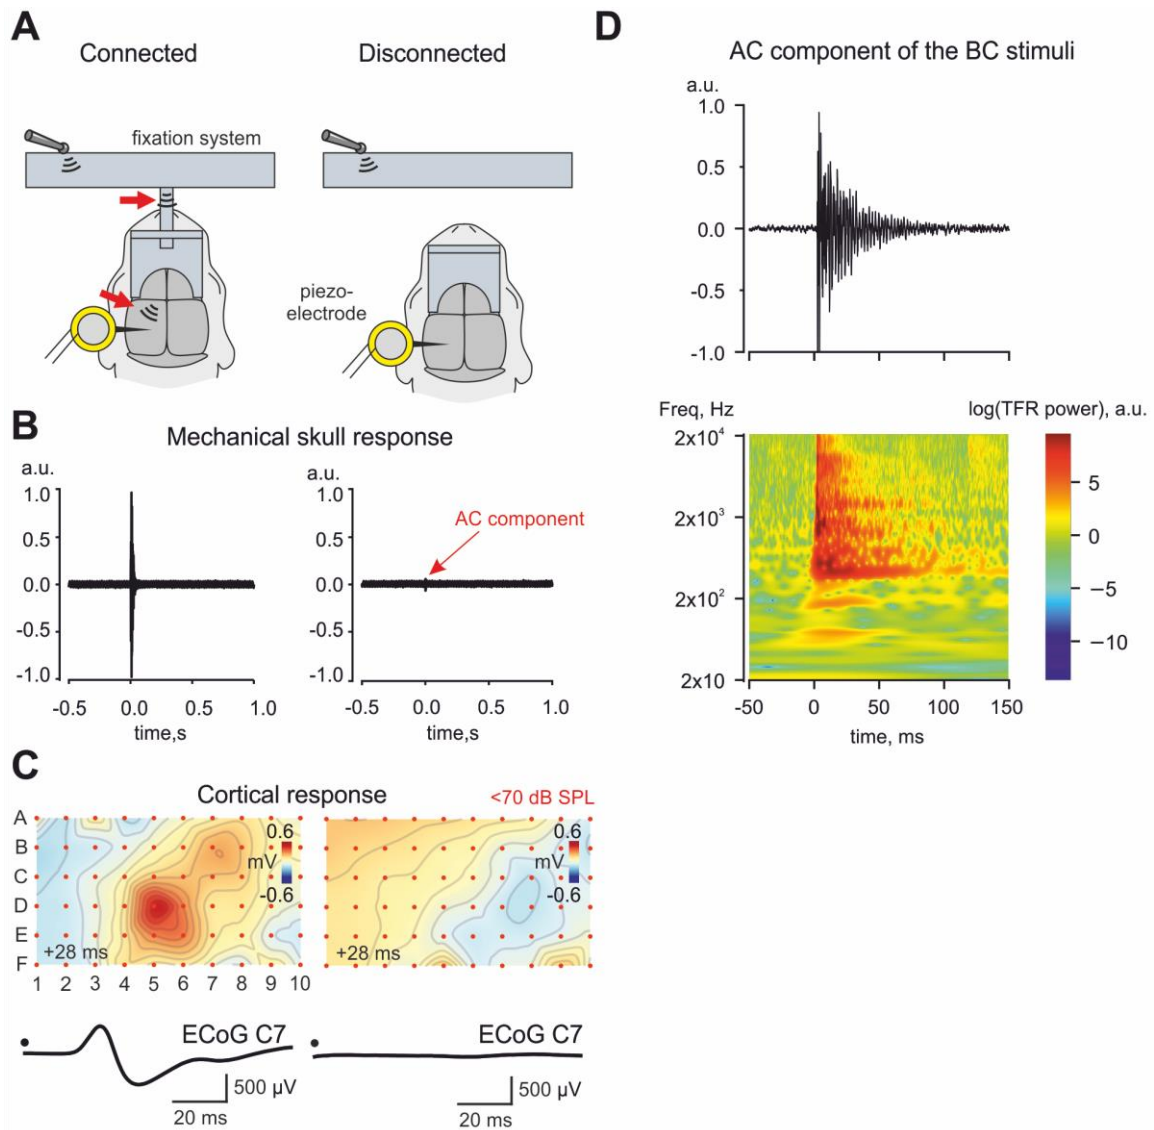 A
Connected
Disconnected
fixation system
piezo-
electrode
B
Mechanical skull response
a.u.
1.0
0.5
0.0
-0.5
-1.0
-0.5 0.0 0.5 1.0
time,s
a.u.
1.0
0.5
0.0
-0.5
-1.0
AC component
-0.5 0.0 0.5 1.0
time,s
C
Cortical response
<70 dB SPL
A
B
C
D
E
F
0.6
mV
-0.6
+28 ms
1 2 3 4 5 6 7 8 9 10
0.6
mV
-0.6
+28 ms
ECoG C7
500 µV
20 ms
ECoG C7
500 µV
20 ms
D
AC component of the BC stimuli
a.u.
1.0
0.5
0.0
-0.5
-1.0
Freq, Hz
log(TFR power), a.u.
2x10⁴
2x10³
2x10²
2x10
5
0
−5
−10
-50 0 50 100 150
time, ms